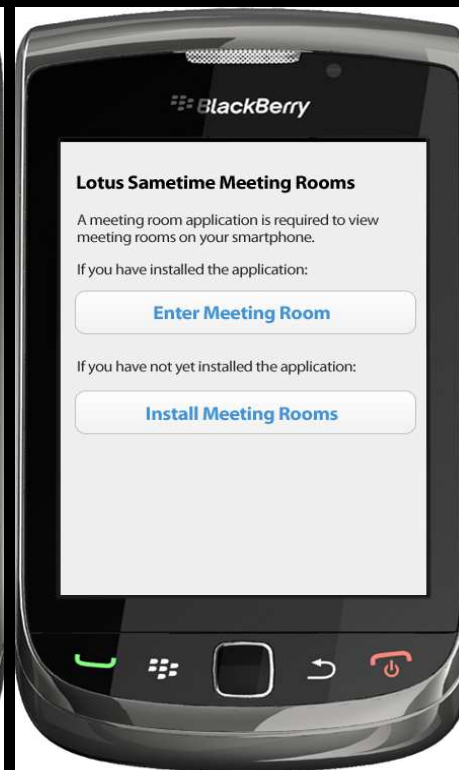 BlackBerry
Lotus Sametime Meeting Rooms
A meeting room application is required to view
meeting rooms on your smartphone.
If you have installed the application:
Enter Meeting Room
If you have not yet installed the application:
Install Meeting Rooms